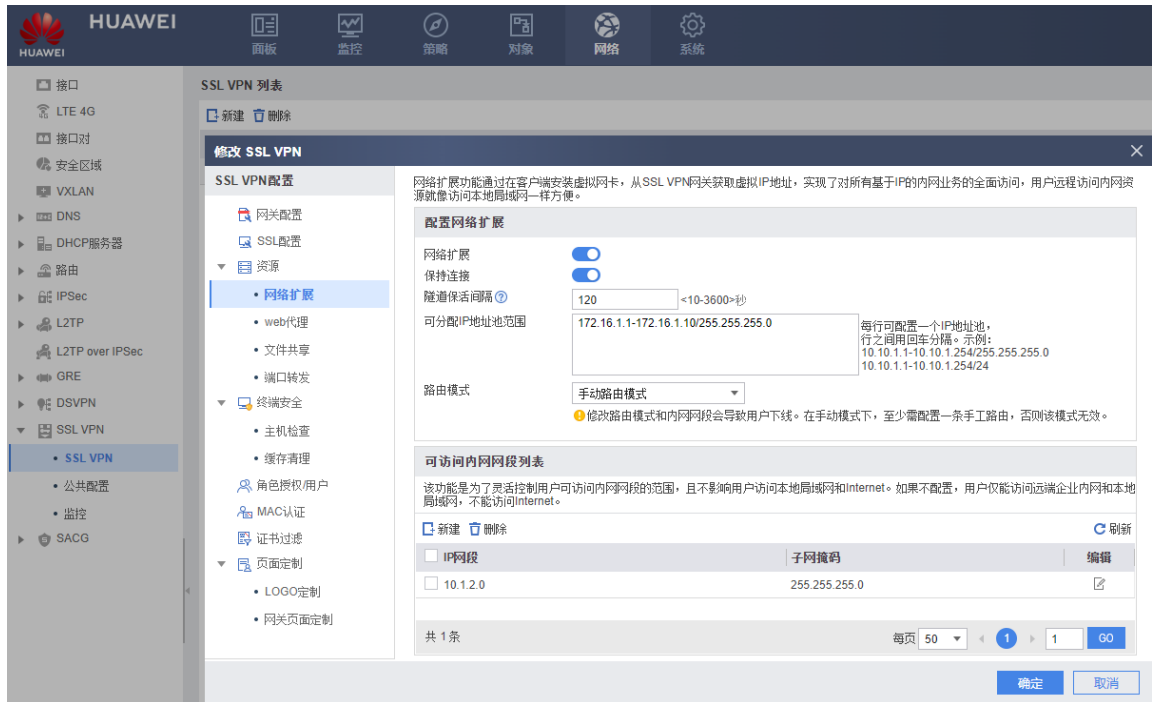 HUAWEI
HUAWEI
面板
监控
策略
对象
网络
系统
接口
LTE 4G
接口对
安全区域
VXLAN
DNS
DHCP服务器
路由
IPSec
L2TP
L2TP over IPSec
GRE
DSVPN
SSL VPN
SSL VPN
公共配置
监控
SACG
SSL VPN 列表
新建 删除
修改 SSL VPN
SSL VPN配置
网关配置
SSL配置
资源
网络扩展
web代理
文件共享
端口转发
终端安全
主机检查
缓存清理
角色授权/用户
MAC认证
证书过滤
页面定制
LOGO定制
网关页面定制
网络扩展功能通过在客户端安装虚拟网卡，从SSL VPN网关获取虚拟IP地址，实现了对所有基于IP的内网业务的全面访问，用户远程访问内网资
源就像访问本地局域网一样方便。
配置网络扩展
网络扩展
保持连接
隧道保活间隔 120 <10-3600>秒
可分配IP地址池范围 172.16.1.1-172.16.1.10/255.255.255.0
每行可配置一个IP地址池，
行之间用回车分隔。示例：
10.10.1.1-10.10.1.254/255.255.255.0
10.10.1.1-10.10.1.254/24
路由模式 手动路由模式
修改路由模式和内网网段会导致用户下线。在手动模式下，至少需配置一条手工路由，否则该模式无效。
可访问内网网段列表
该功能是为了灵活控制用户可访问内网网段的范围，且不影响用户访问本地局域网和Internet。如果不配置，用户仅能访问远端企业内网和本地
局域网，不能访问Internet。
新建 删除 刷新
IP网段 子网掩码 编辑
10.1.2.0 255.255.255.0
共 1 条 每页 50 1 1 GO
确定 取消